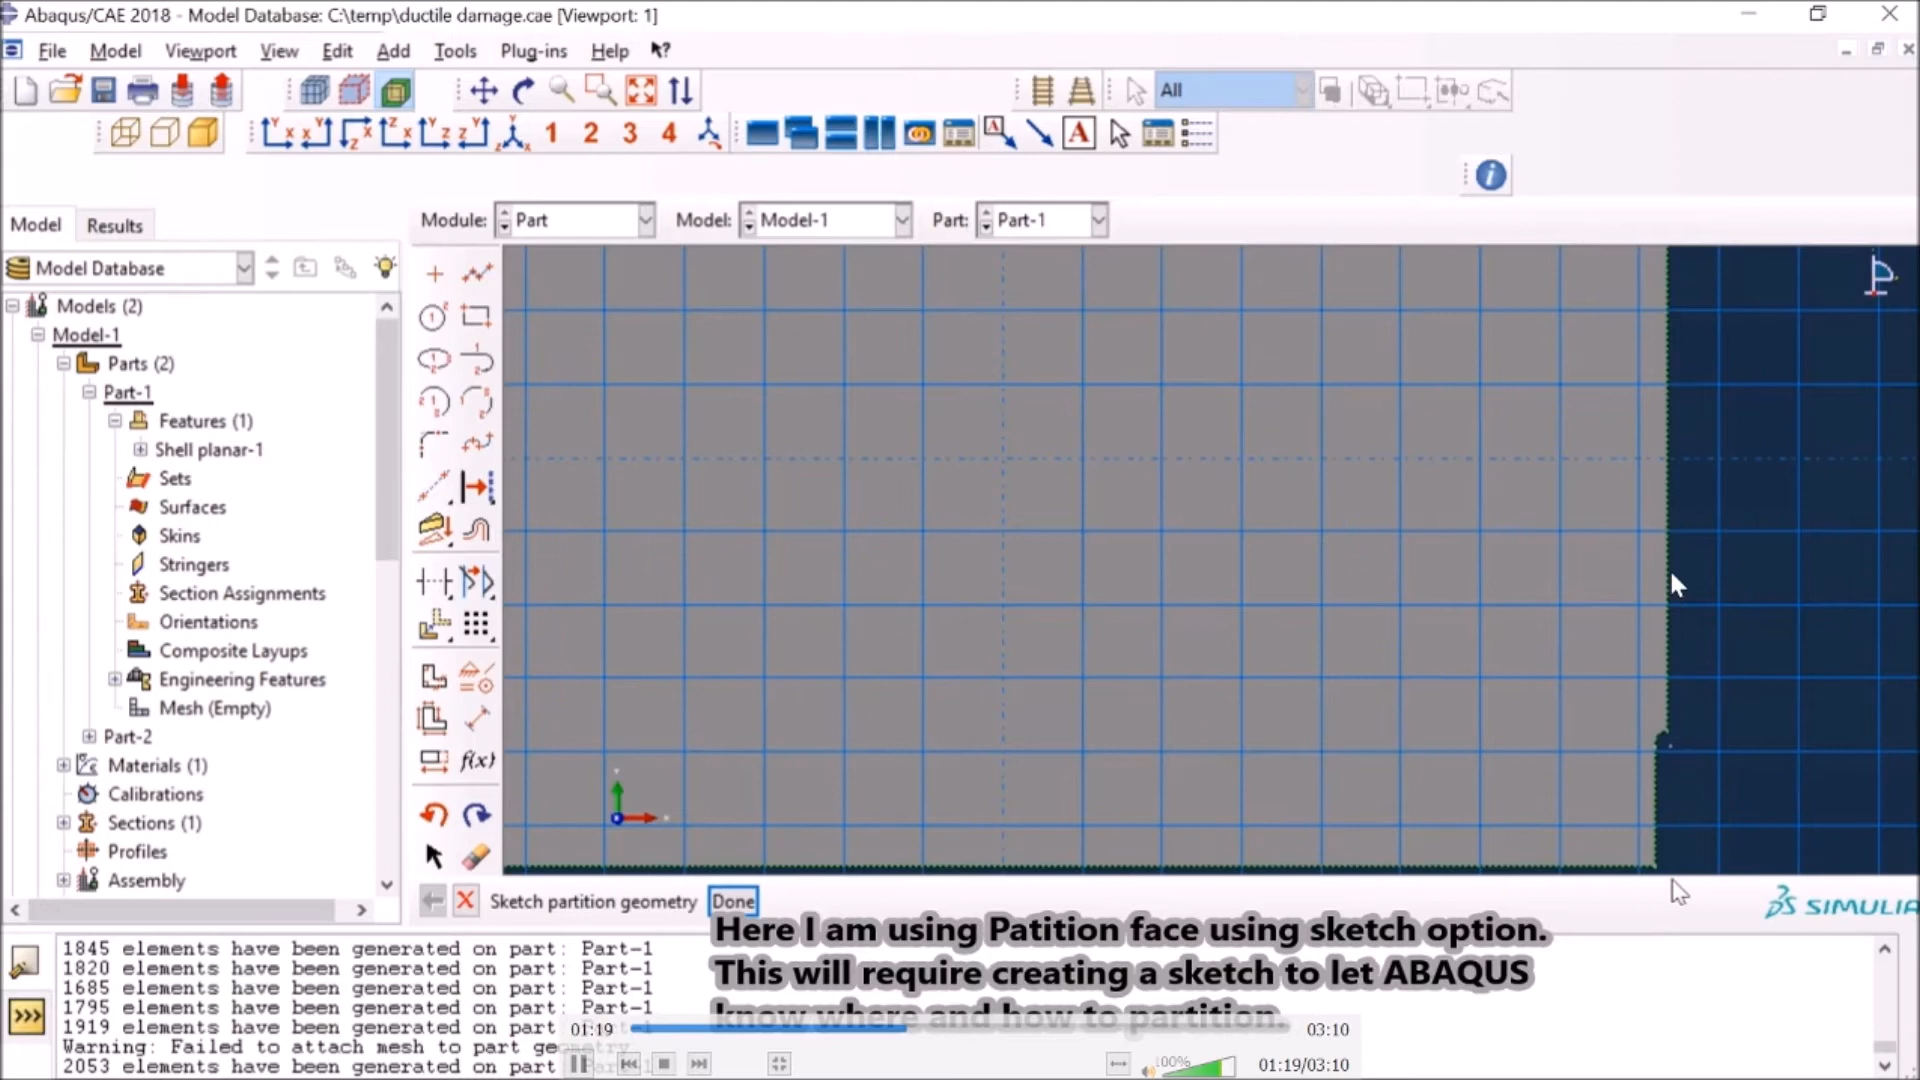 Abaqus/CAE 2018 - Model Database: C:\temp\ductile damage.cae [Viewport: 1]
File Model Viewport View Edit Add Tools Plug-ins Help
All
1 2 3 4 A
Model Results Module: Part Model: Model-1 Part: Part-1
Model Database
Models (2)
Model-1
Parts (2)
Part-1
Features (1)
Shell planar-1
Sets
Surfaces
Skins
Stringers
Section Assignments
Orientations
Composite Layups
Engineering Features
Mesh (Empty)
Part-2
Materials (1)
Calibrations
Sections (1)
Profiles
Assembly
f(x)
Sketch partition geometry Done
SIMULIA
Here I am using Patition face using sketch option.
This will require creating a sketch to let ABAQUS
know where and how to partition.
1845 elements have been generated on part: Part-1
1820 elements have been generated on part: Part-1
1685 elements have been generated on part: Part-1
1795 elements have been generated on part: Part-1
1919 elements have been generated on part
Warning: Failed to attach mesh to part geometry
2053 elements have been generated on part
01:19 03:10
100% 01:19/03:10